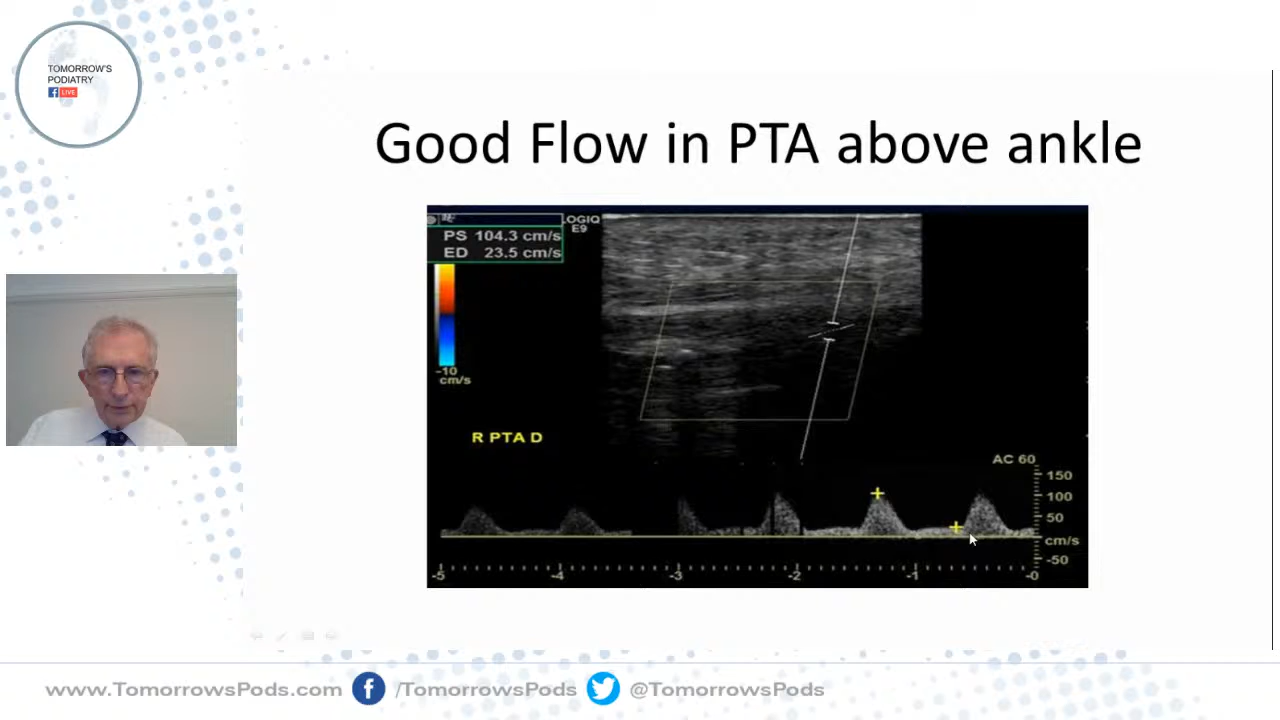 TOMORROW'S
PODIATRY
f LIVE
Good Flow in PTA above ankle
LOGIQ
E9
PS 104.3 cm/s
ED 23.5 cm/s
-10
cm/s
R PTA D
AC 60
150
100
50
cm/s
-50
-5 -4 -3 -2 -1 -0
www.TomorrowsPods.com f /TomorrowsPods @TomorrowsPods